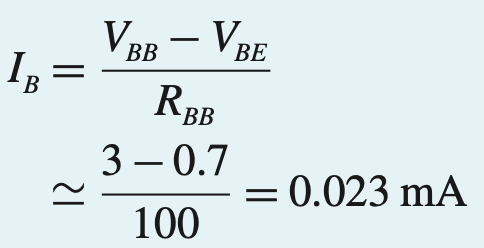 I_B = (V_BB − V_BE) / R_BB
≃ (3 − 0.7) / 100 = 0.023 mA